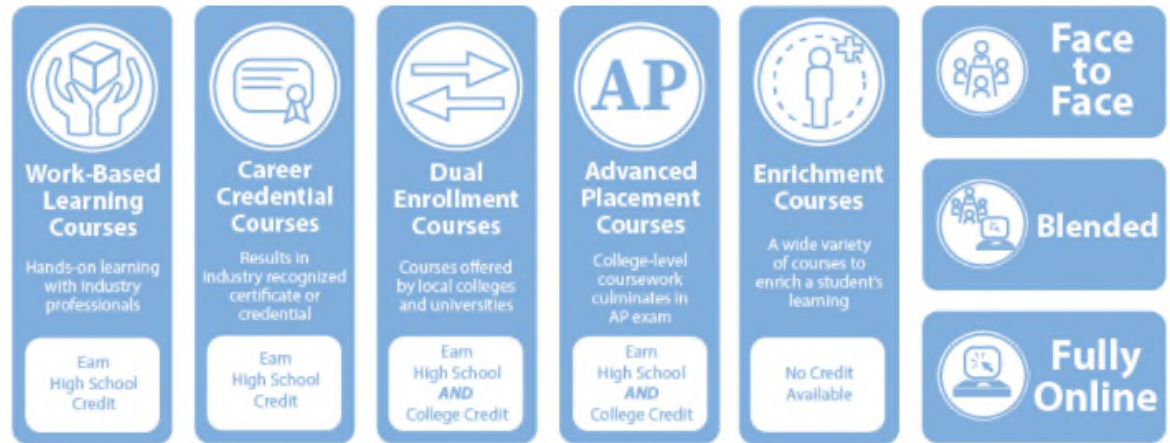 Work-Based
Learning
Courses
Hands-on learning
with industry
professionals
Earn
High School
Credit
Career
Credential
Courses
Results in
industry recognized
certificate or
credential
Earn
High School
Credit
Dual
Enrollment
Courses
Courses offered
by local colleges
and universities
Earn
High School
AND
College Credit
AP
Advanced
Placement
Courses
College-level
coursework
culminates in
AP exam
Earn
High School
AND
College Credit
Enrichment
Courses
A wide variety
of courses to
enrich a student's
learning
No Credit
Available
Face
to
Face
Blended
Fully
Online